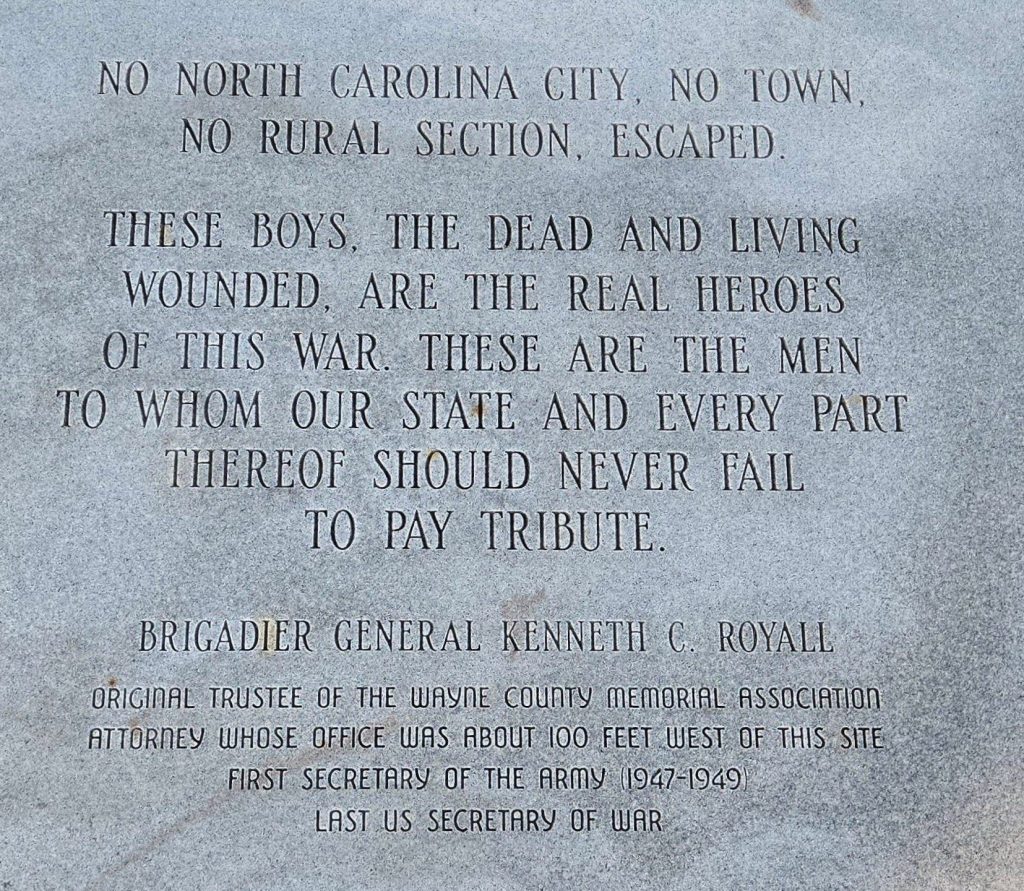 NO NORTH CAROLINA CITY, NO TOWN,
NO RURAL SECTION, ESCAPED.
THESE BOYS, THE DEAD AND LIVING
WOUNDED, ARE THE REAL HEROES
OF THIS WAR. THESE ARE THE MEN
TO WHOM OUR STATE AND EVERY PART
THEREOF SHOULD NEVER FAIL
TO PAY TRIBUTE.
BRIGADIER GENERAL KENNETH C. ROYALL
ORIGINAL TRUSTEE OF THE WAYNE COUNTY MEMORIAL ASSOCIATION
ATTORNEY WHOSE OFFICE WAS ABOUT 100 FEET WEST OF THIS SITE
FIRST SECRETARY OF THE ARMY (1947-1949)
LAST US SECRETARY OF WAR